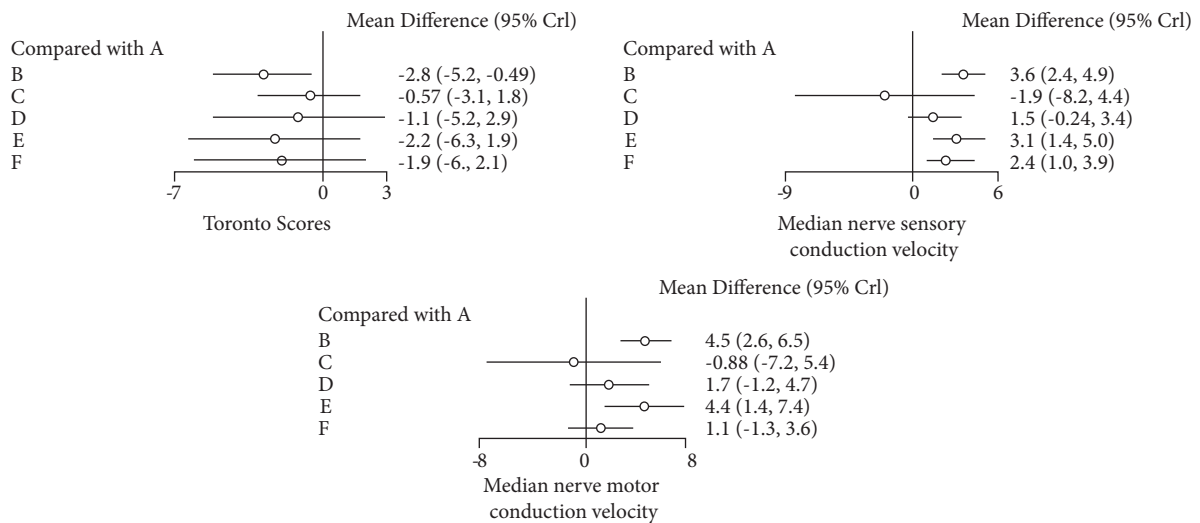 Mean Difference (95% Crl)
Compared with A
B -2.8 (-5.2, -0.49)
C -0.57 (-3.1, 1.8)
D -1.1 (-5.2, 2.9)
E -2.2 (-6.3, 1.9)
F -1.9 (-6., 2.1)
-7 0 3
Toronto Scores
Mean Difference (95% Crl)
Compared with A
B 3.6 (2.4, 4.9)
C -1.9 (-8.2, 4.4)
D 1.5 (-0.24, 3.4)
E 3.1 (1.4, 5.0)
F 2.4 (1.0, 3.9)
-9 0 6
Median nerve sensory
conduction velocity
Mean Difference (95% Crl)
Compared with A
B 4.5 (2.6, 6.5)
C -0.88 (-7.2, 5.4)
D 1.7 (-1.2, 4.7)
E 4.4 (1.4, 7.4)
F 1.1 (-1.3, 3.6)
-8 0 8
Median nerve motor
conduction velocity